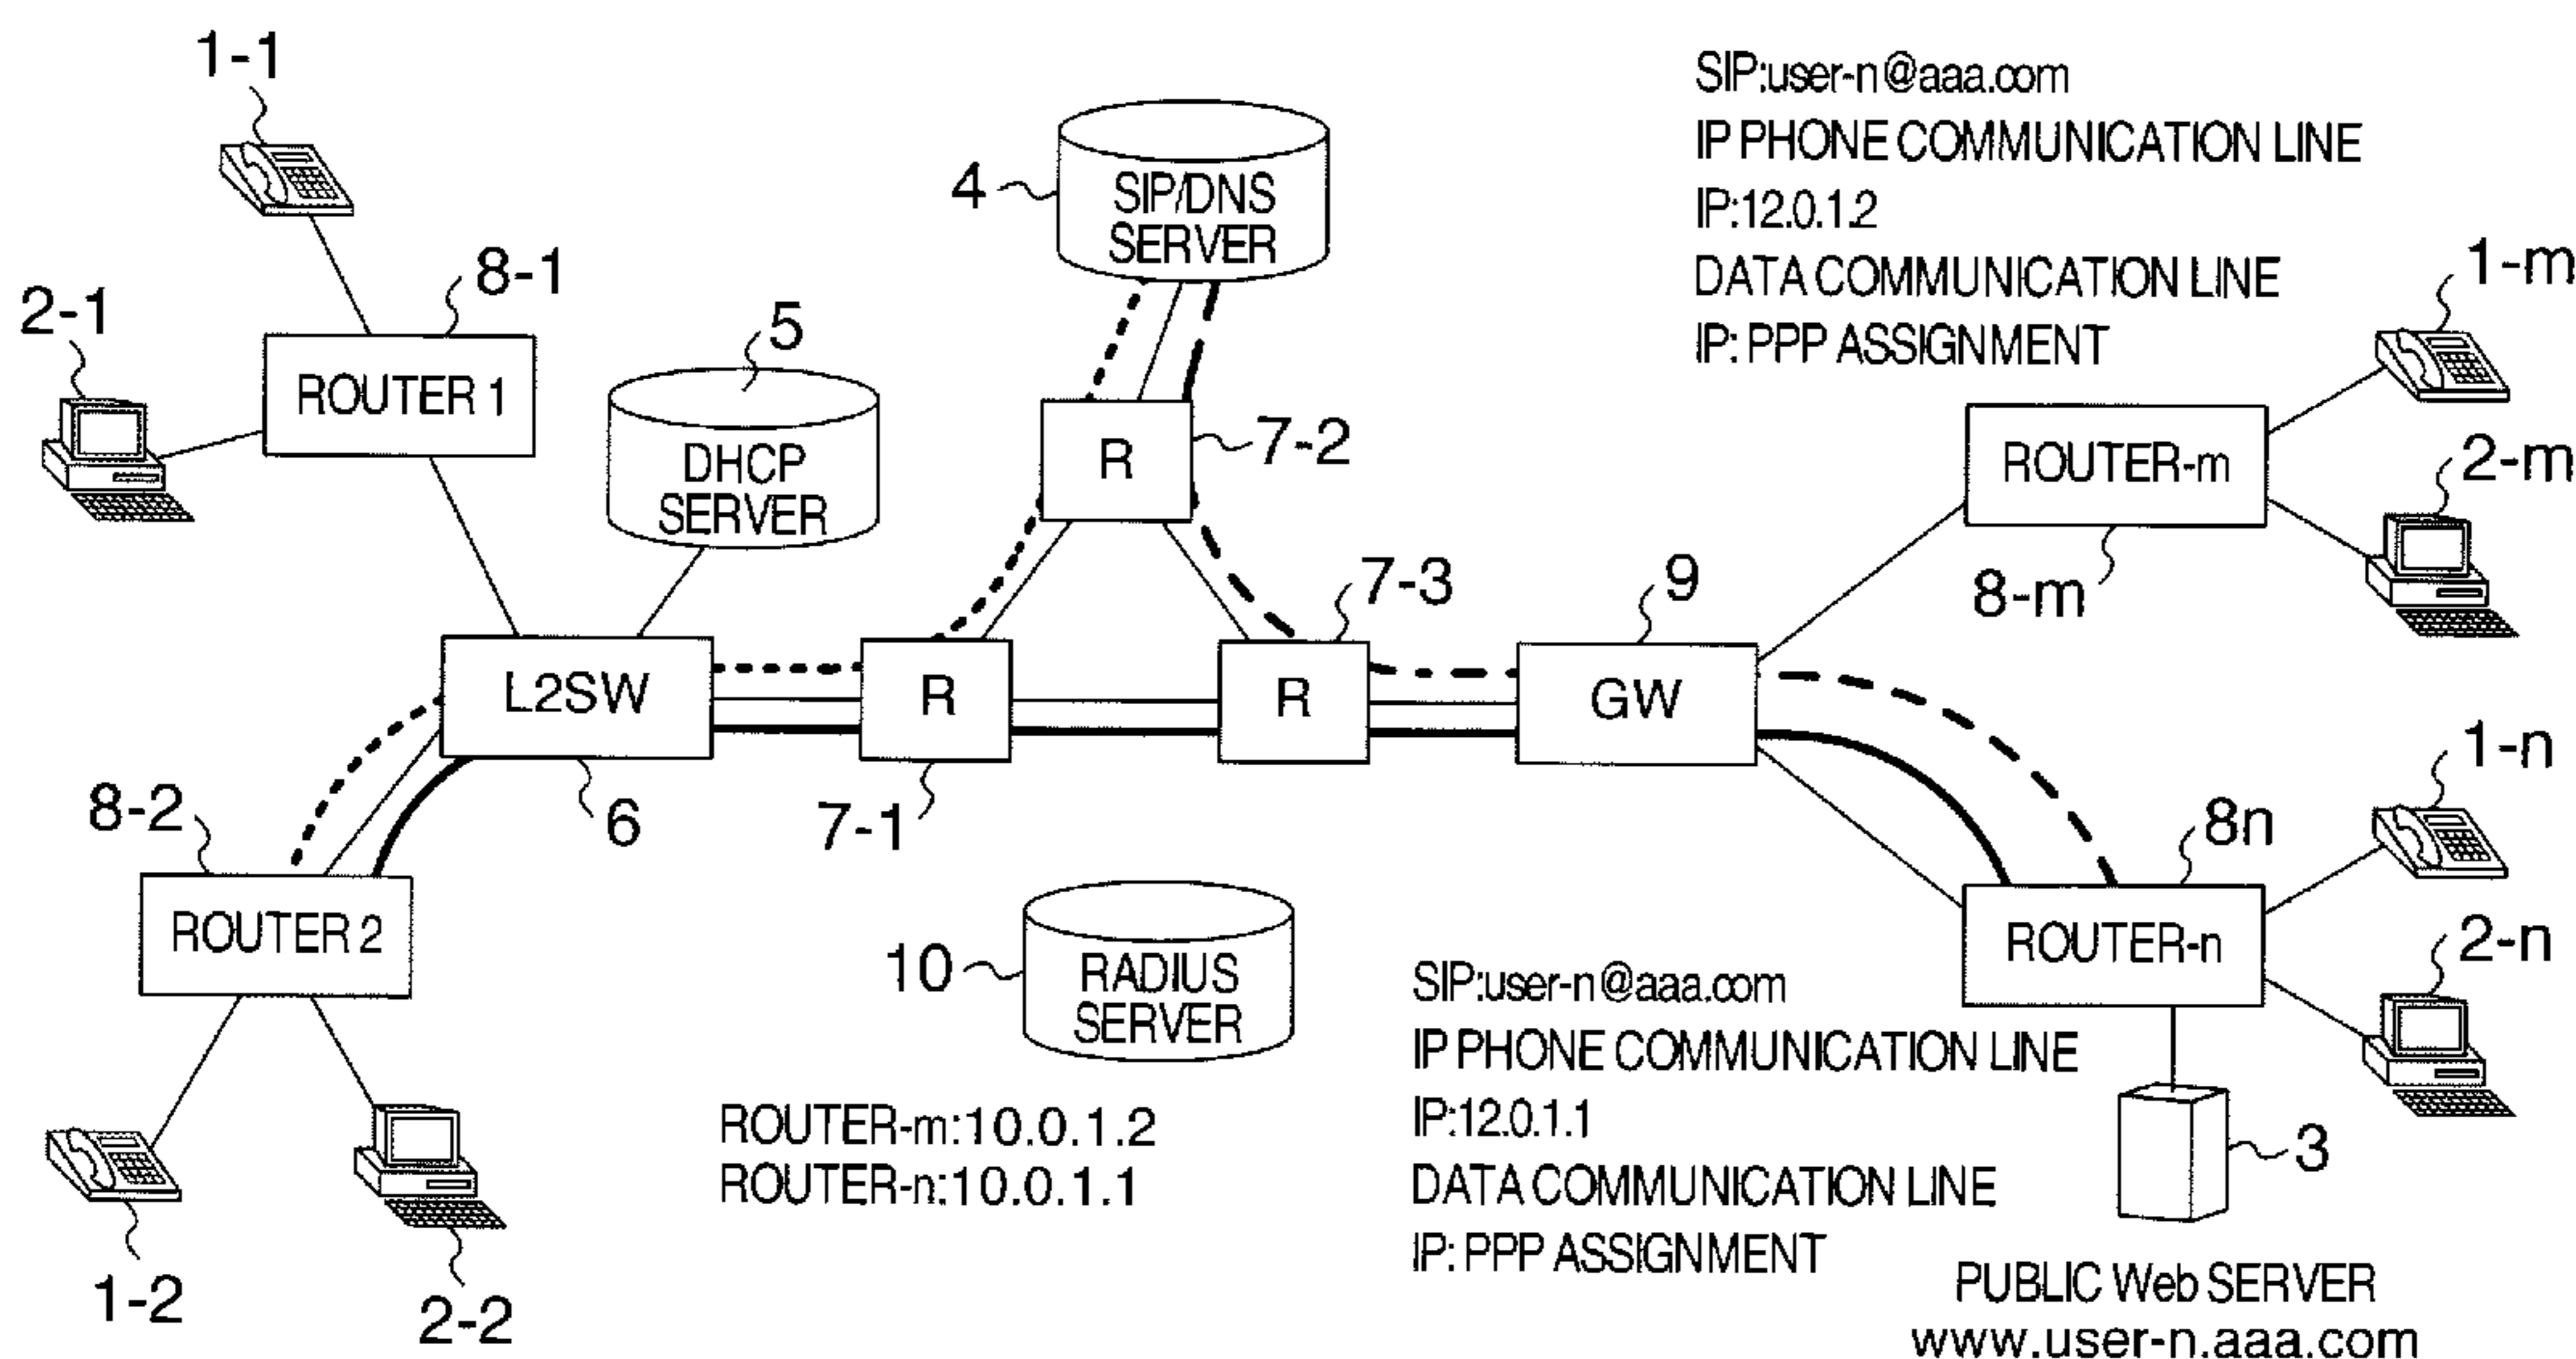 1-1
2-1
8-1
ROUTER 1
5
DHCP
SERVER
4
SIP/DNS
SERVER
R
7-2
SIP:user-n@aaa.com
IP PHONE COMMUNICATION LINE
IP:12.0.1.2
DATA COMMUNICATION LINE
IP: PPP ASSIGNMENT
1-m
ROUTER-m
2-m
8-m
L2SW
6
R
7-1
R
7-3
GW
9
8-2
ROUTER 2
1-2
2-2
10
RADIUS
SERVER
ROUTER-m:10.0.1.2
ROUTER-n:10.0.1.1
SIP:user-n@aaa.com
IP PHONE COMMUNICATION LINE
IP:12.0.1.1
DATA COMMUNICATION LINE
IP: PPP ASSIGNMENT
8n
ROUTER-n
1-n
2-n
3
PUBLIC Web SERVER
www.user-n.aaa.com